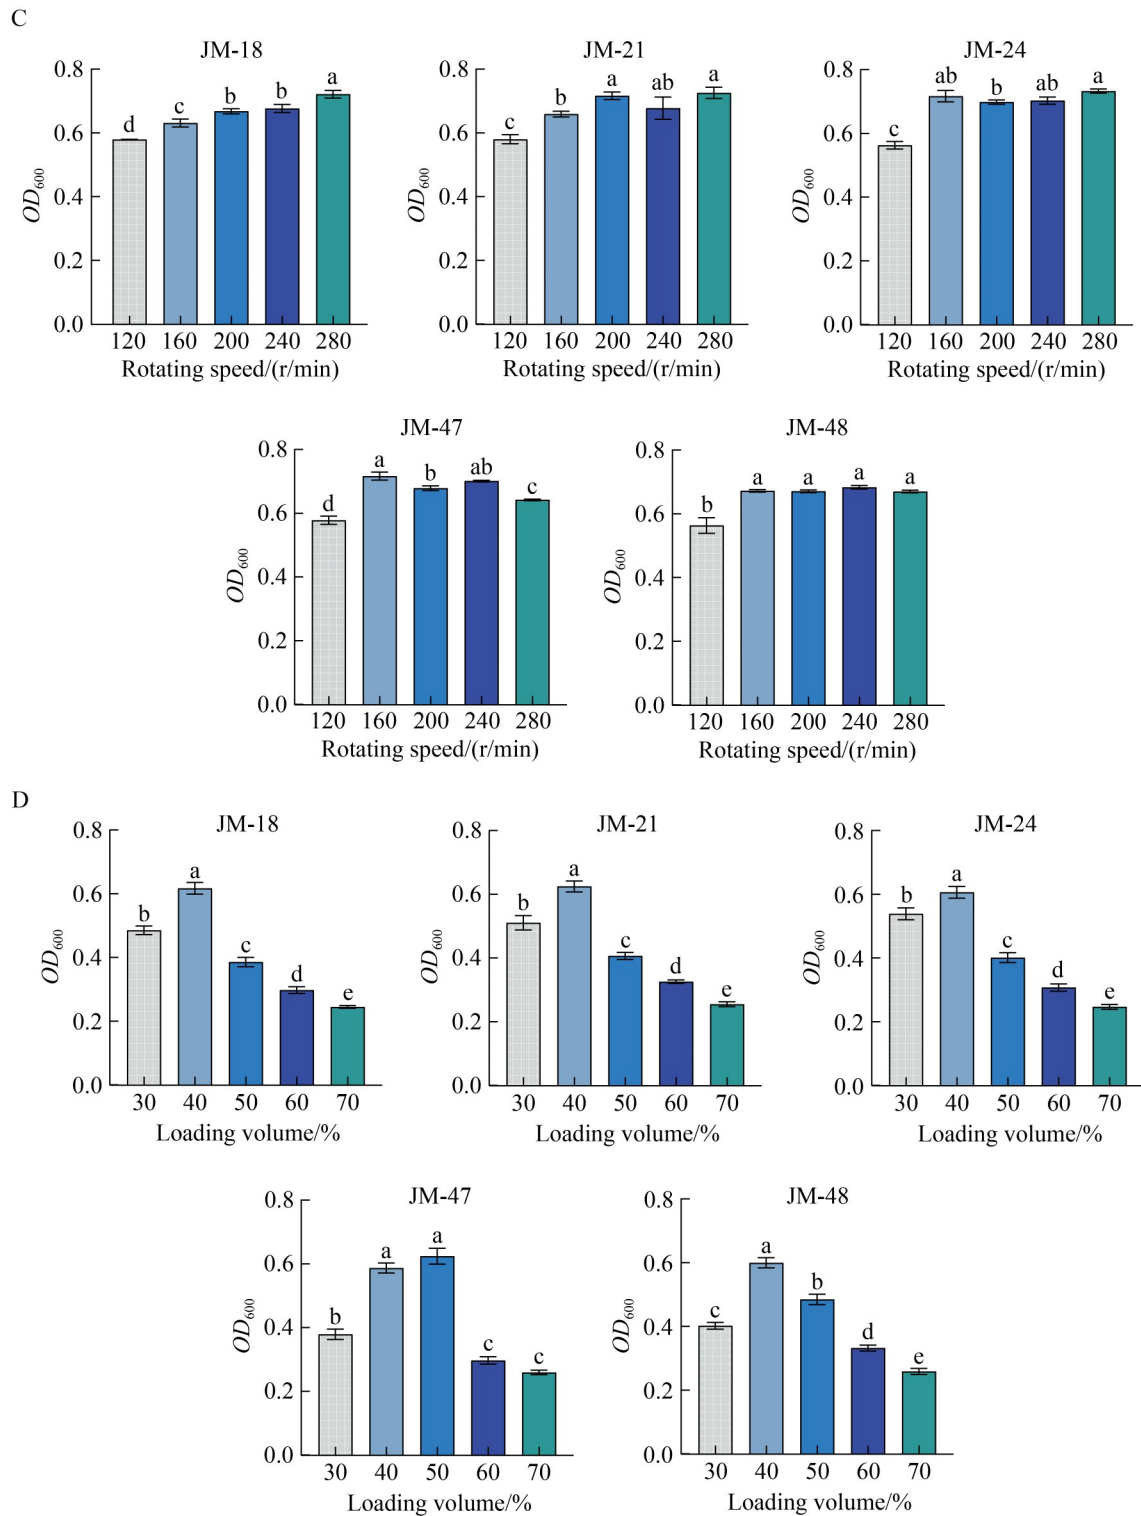 C
JM-18
JM-21
JM-24
0.8
0.6
0.4
0.2
0.0
OD600
d
c
b
b
a
120 160 200 240 280
Rotating speed/(r/min)
0.8
0.6
0.4
0.2
0.0
OD600
c
b
a
ab
a
120 160 200 240 280
Rotating speed/(r/min)
0.8
0.6
0.4
0.2
0.0
OD600
c
ab
b
ab
a
120 160 200 240 280
Rotating speed/(r/min)
JM-47
JM-48
0.8
0.6
0.4
0.2
0.0
OD600
d
a
b
ab
c
120 160 200 240 280
Rotating speed/(r/min)
0.8
0.6
0.4
0.2
0.0
OD600
b
a
a
a
a
120 160 200 240 280
Rotating speed/(r/min)
D
JM-18
JM-21
JM-24
0.8
0.6
0.4
0.2
0.0
OD600
b
a
c
d
e
30 40 50 60 70
Loading volume/%
0.8
0.6
0.4
0.2
0.0
OD600
b
a
c
d
e
30 40 50 60 70
Loading volume/%
0.8
0.6
0.4
0.2
0.0
OD600
b
a
c
d
e
30 40 50 60 70
Loading volume/%
JM-47
JM-48
0.8
0.6
0.4
0.2
0.0
OD600
b
a
a
c
c
30 40 50 60 70
Loading volume/%
0.8
0.6
0.4
0.2
0.0
OD600
c
a
b
d
e
30 40 50 60 70
Loading volume/%